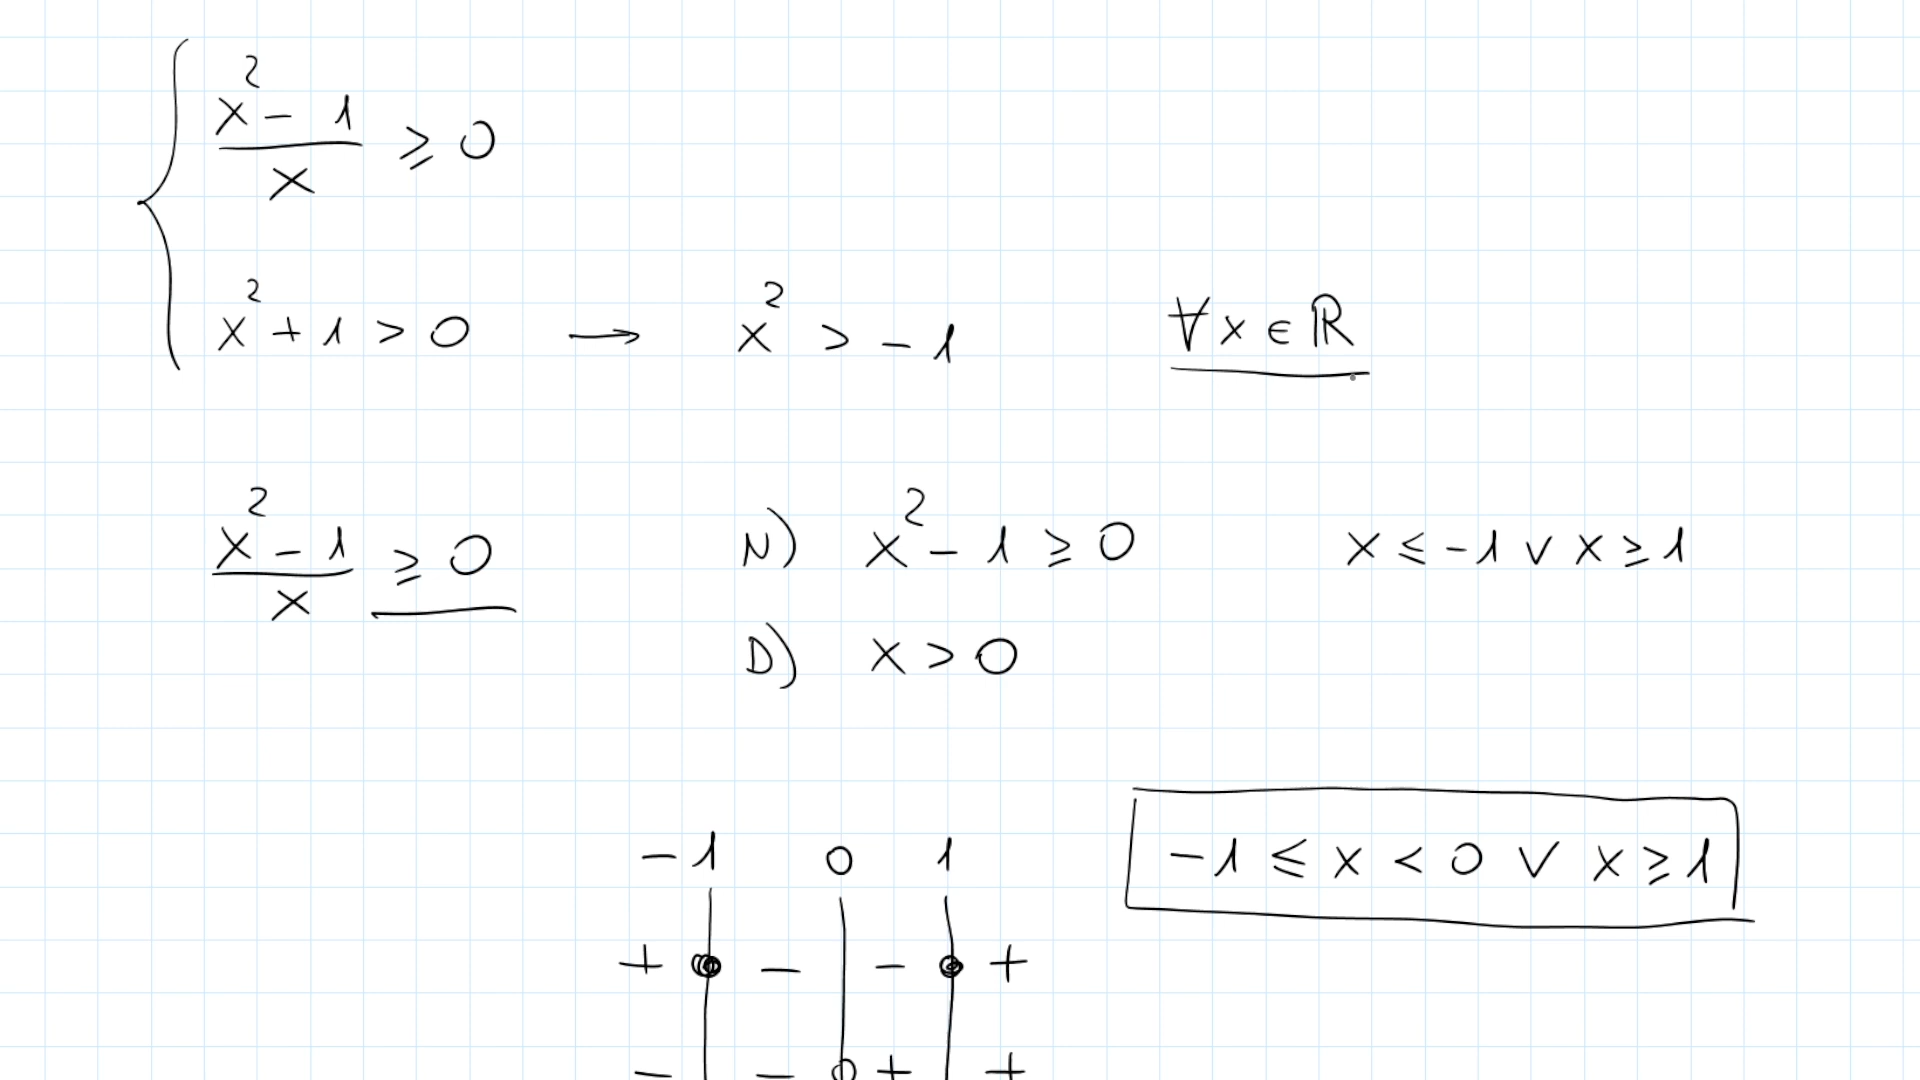 x² - 1
x ≥ 0
x² + 1 > 0 → x² > - 1 ∀ x ∈ ℝ
x² - 1
x ≥ 0
N) x² - 1 ≥ 0 x ≤ -1 ∨ x ≥ 1
D) x > 0
-1 0 1
-1 ≤ x < 0 ∨ x ≥ 1
+ - - +
- - + +